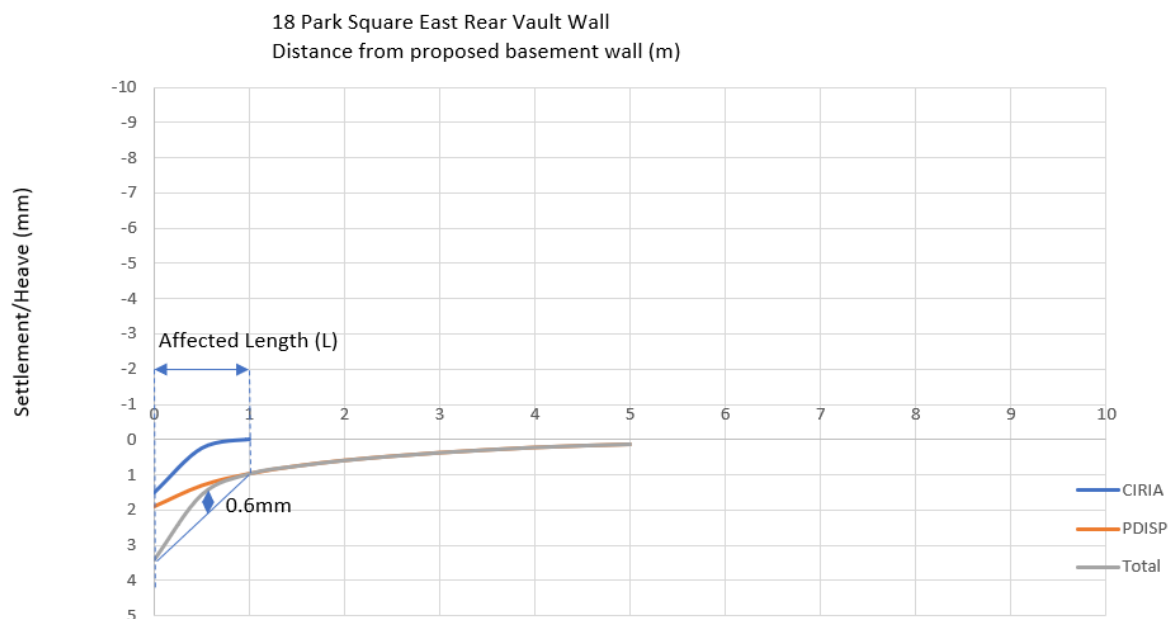 18 Park Square East Rear Vault Wall
Distance from proposed basement wall (m)
Settlement/Heave (mm)
-10
-9
-8
-7
-6
-5
-4
-3
Affected Length (L)
-2
-1
0 1 2 3 4 5 6 7 8 9 10
0
1
2
0.6mm
3
4
5
CIRIA
PDISP
Total